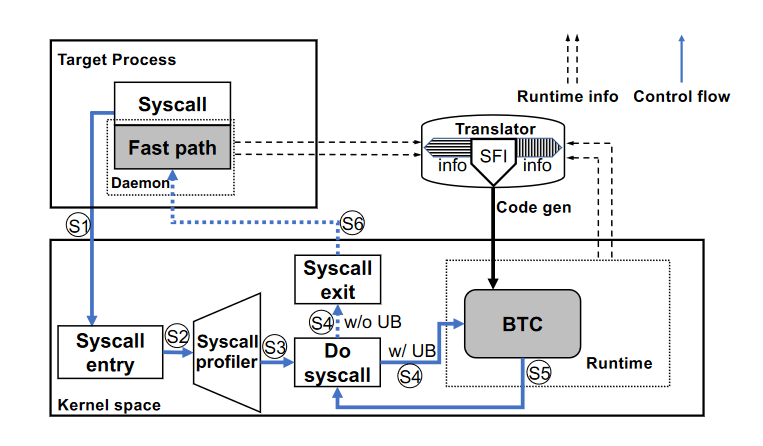 Target Process
Syscall
Fast path
Daemon
Runtime info
Control flow
Translator
info
SFI
info
Code gen
S1
S6
Syscall
exit
S4
w/o UB
Syscall
entry
S2
Syscall
profiler
S3
Do
syscall
w/ UB
S4
BTC
S5
Runtime
Kernel space